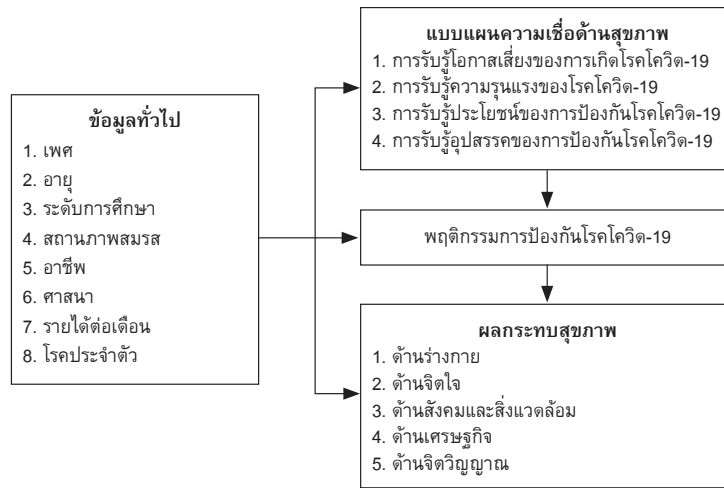 ข้อมูลทั่วไป
1. เพศ
2. อายุ
3. ระดับการศึกษา
4. สถานภาพสมรส
5. อาชีพ
6. ศาสนา
7. รายได้ต่อเดือน
8. โรคประจำตัว
แบบแผนความเชื่อด้านสุขภาพ
1. การรับรู้โอกาสเสี่ยงของการเกิดโรคโควิด-19
2. การรับรู้ความรุนแรงของโรคโควิด-19
3. การรับรู้ประโยชน์ของการป้องกันโรคโควิด-19
4. การรับรู้อุปสรรคของการป้องกันโรคโควิด-19
พฤติกรรมการป้องกันโรคโควิด-19
ผลกระทบสุขภาพ
1. ด้านร่างกาย
2. ด้านจิตใจ
3. ด้านสังคมและสิ่งแวดล้อม
4. ด้านเศรษฐกิจ
5. ด้านจิตวิญญาณ